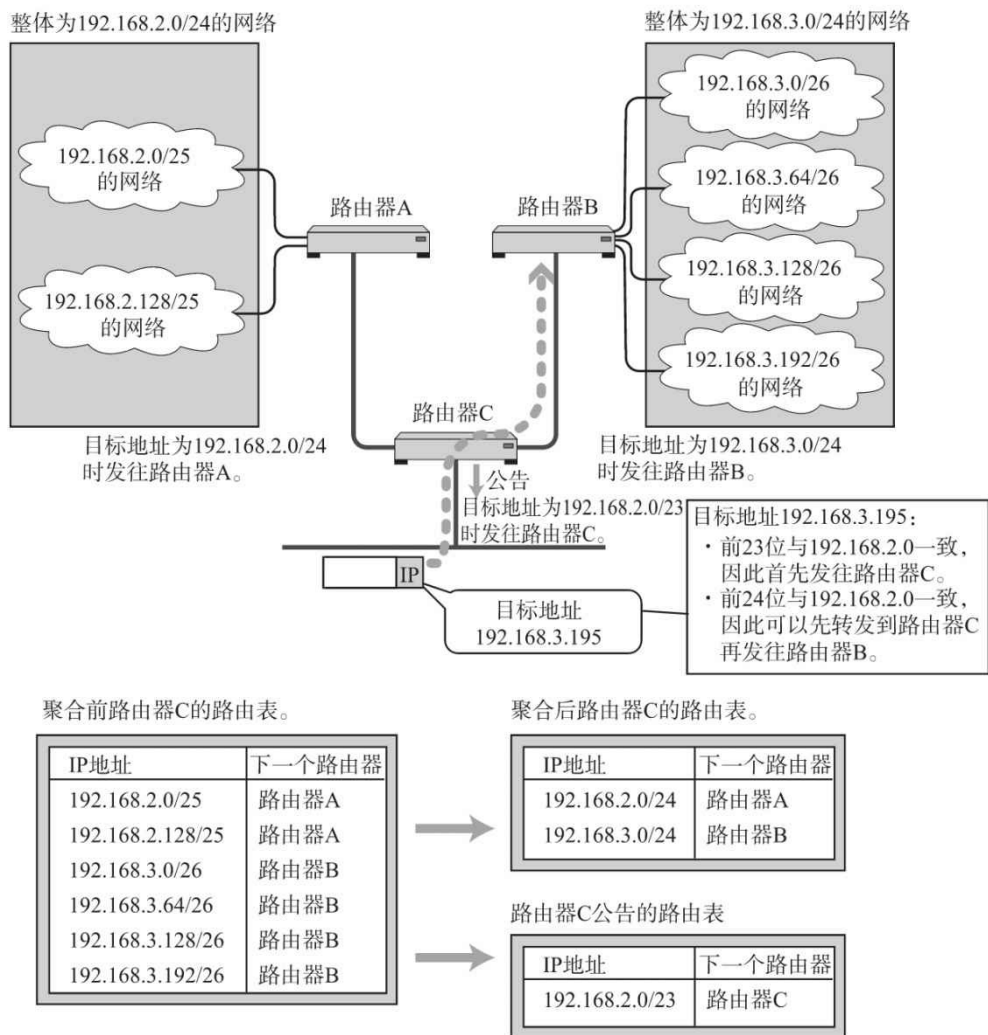 整体为192.168.2.0/24的网络
整体为192.168.3.0/24的网络
192.168.2.0/25
的网络
192.168.2.128/25
的网络
路由器A
路由器B
192.168.3.0/26
的网络
192.168.3.64/26
的网络
192.168.3.128/26
的网络
192.168.3.192/26
的网络
路由器C
目标地址为192.168.2.0/24
时发往路由器A。
目标地址为192.168.3.0/24
时发往路由器B。
公告
目标地址为192.168.2.0/23
时发往路由器C。
IP
目标地址
192.168.3.195
目标地址192.168.3.195：
·前23位与192.168.2.0一致，
因此首先发往路由器C。
·前24位与192.168.2.0一致，
因此可以先转发到路由器C
再发往路由器B。
聚合前路由器C的路由表。
IP地址 下一个路由器
192.168.2.0/25 路由器A
192.168.2.128/25 路由器A
192.168.3.0/26 路由器B
192.168.3.64/26 路由器B
192.168.3.128/26 路由器B
192.168.3.192/26 路由器B
聚合后路由器C的路由表。
IP地址 下一个路由器
192.168.2.0/24 路由器A
192.168.3.0/24 路由器B
路由器C公告的路由表
IP地址 下一个路由器
192.168.2.0/23 路由器C